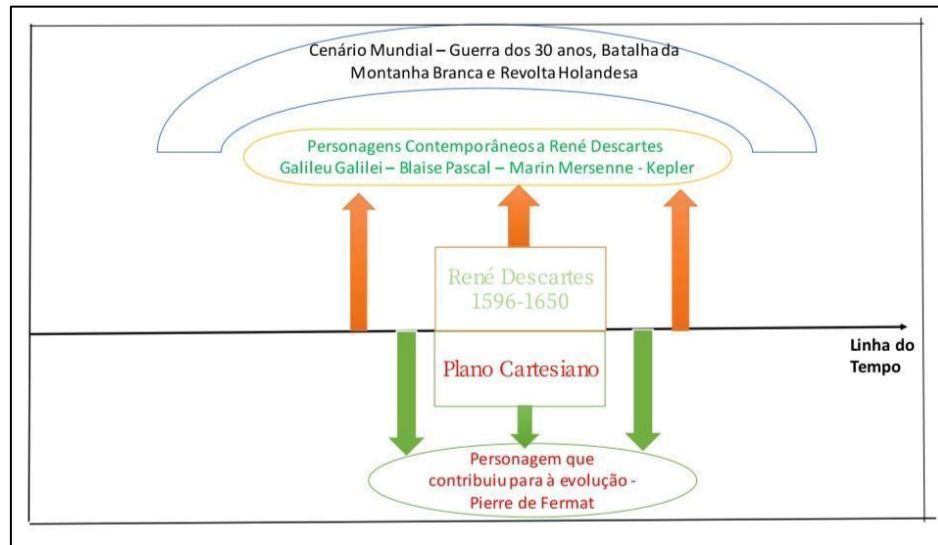 Cenário Mundial – Guerra dos 30 anos, Batalha da
Montanha Branca e Revolta Holandesa
Personagens Contemporâneos a René Descartes
Galileu Galilei – Blaise Pascal – Marin Mersenne - Kepler
René Descartes
1596-1650
Linha do
Tempo
Plano Cartesiano
Personagem que
contribuiu para à evolução -
Pierre de Fermat